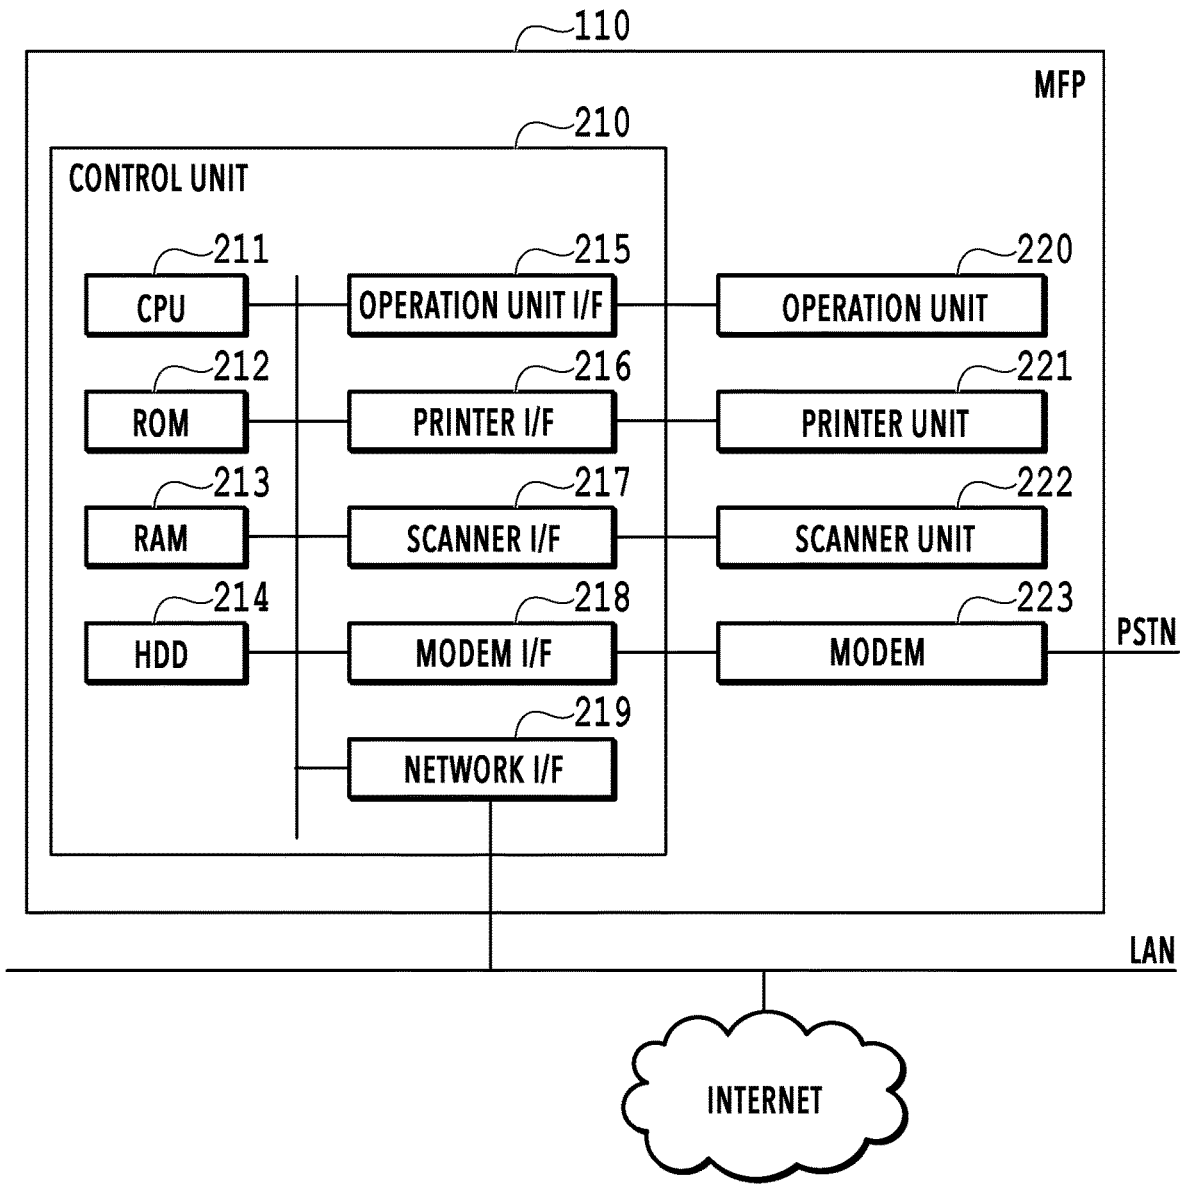 110
MFP
210
CONTROL UNIT
211
215
220
CPU
OPERATION UNIT I/F
OPERATION UNIT
212
216
221
ROM
PRINTER I/F
PRINTER UNIT
213
217
222
RAM
SCANNER I/F
SCANNER UNIT
214
218
223
HDD
MODEM I/F
MODEM
PSTN
219
NETWORK I/F
LAN
INTERNET